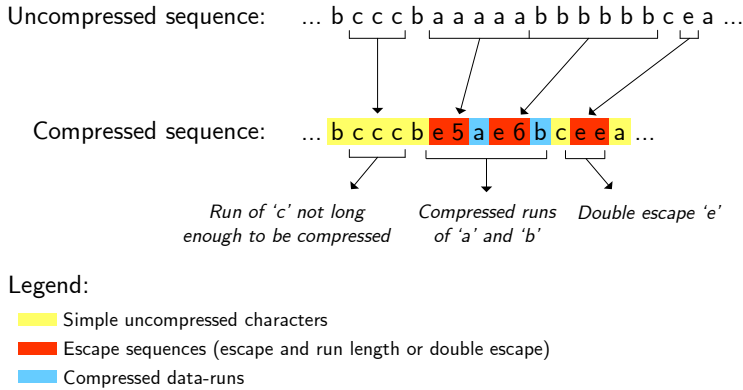 Uncompressed sequence: ... b c c c b a a a a a b b b b b b c e a ...
Compressed sequence: ... b c c c b e 5 a e 6 b c e e a ...
Run of ‘c’ not long
enough to be compressed
Compressed runs
of ‘a’ and ‘b’
Double escape ‘e’
Legend:
Simple uncompressed characters
Escape sequences (escape and run length or double escape)
Compressed data-runs